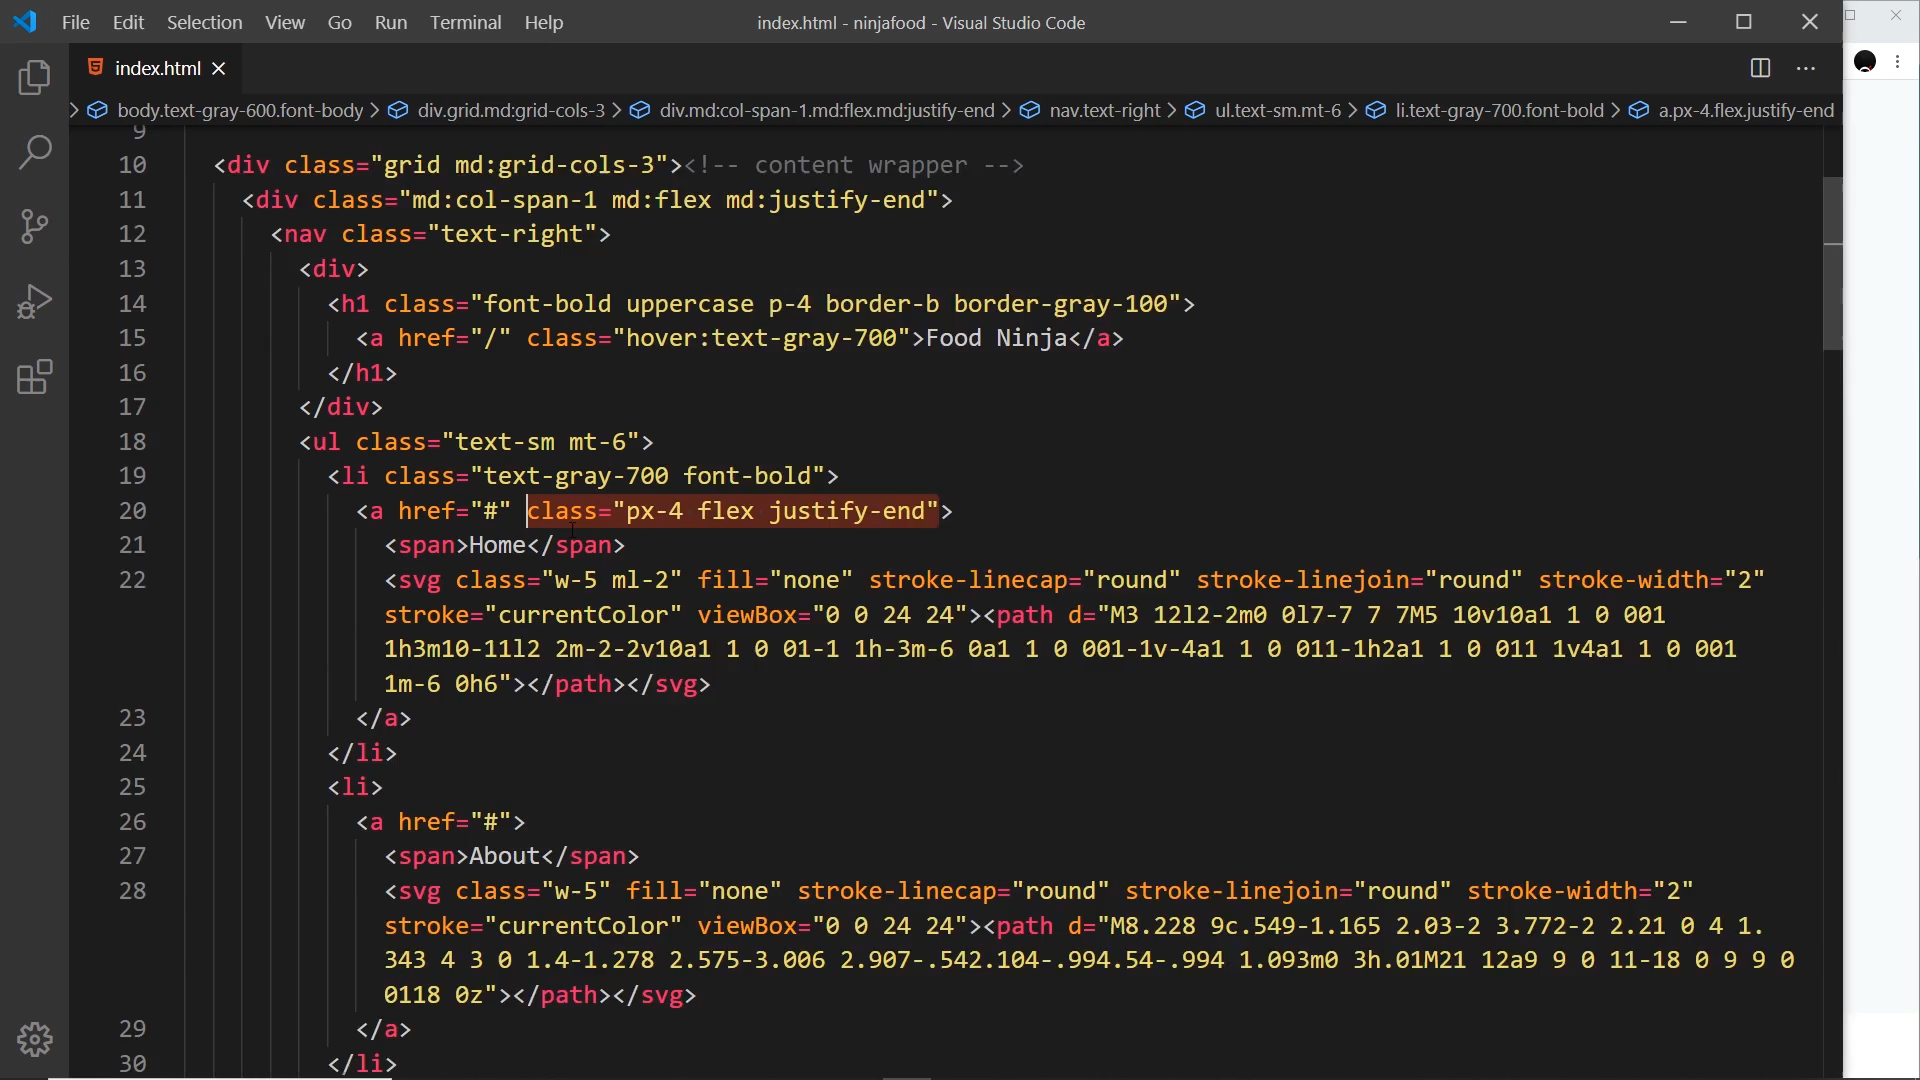 File Edit Selection View Go Run Terminal Help
index.html - ninjafood - Visual Studio Code
index.html
body.text-gray-600.font-body > div.grid.md:grid-cols-3 > div.md:col-span-1.md:flex.md:justify-end > nav.text-right > ul.text-sm.mt-6 > li.text-gray-700.font-bold > a.px-4.flex.justify-end
9
10 <div class="grid md:grid-cols-3"><!-- content wrapper -->
11 <div class="md:col-span-1 md:flex md:justify-end">
12 <nav class="text-right">
13 <div>
14 <h1 class="font-bold uppercase p-4 border-b border-gray-100">
15 <a href="/" class="hover:text-gray-700">Food Ninja</a>
16 </h1>
17 </div>
18 <ul class="text-sm mt-6">
19 <li class="text-gray-700 font-bold">
20 <a href="#" class="px-4 flex justify-end">
21 <span>Home</span>
22 <svg class="w-5 ml-2" fill="none" stroke-linecap="round" stroke-linejoin="round" stroke-width="2"
stroke="currentColor" viewBox="0 0 24 24"><path d="M3 12l2-2m0 0l7-7 7 7M5 10v10a1 1 0 001
1h3m10-11l2 2m-2-2v10a1 1 0 01-1 1h-3m-6 0a1 1 0 001-1v-4a1 1 0 011-1h2a1 1 0 011 1v4a1 1 0 001
1m-6 0h6"></path></svg>
23 </a>
24 </li>
25 <li>
26 <a href="#">
27 <span>About</span>
28 <svg class="w-5" fill="none" stroke-linecap="round" stroke-linejoin="round" stroke-width="2"
stroke="currentColor" viewBox="0 0 24 24"><path d="M8.228 9c.549-1.165 2.03-2 3.772-2 2.21 0 4 1.
343 4 3 0 1.4-1.278 2.575-3.006 2.907-.542.104-.994.54-.994 1.093m0 3h.01M21 12a9 9 0 11-18 0 9 9 0
0118 0z"></path></svg>
29 </a>
30 </li>